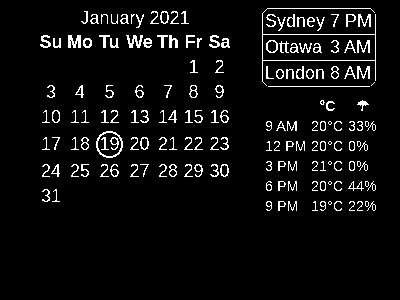 January 2021
Su Mo Tu We Th Fr Sa
1 2
3 4 5 6 7 8 9
10 11 12 13 14 15 16
17 18 19 20 21 22 23
24 25 26 27 28 29 30
31
Sydney 7 PM
Ottawa 3 AM
London 8 AM
°C ☂
9 AM 20°C 33%
12 PM 20°C 0%
3 PM 21°C 0%
6 PM 20°C 44%
9 PM 19°C 22%